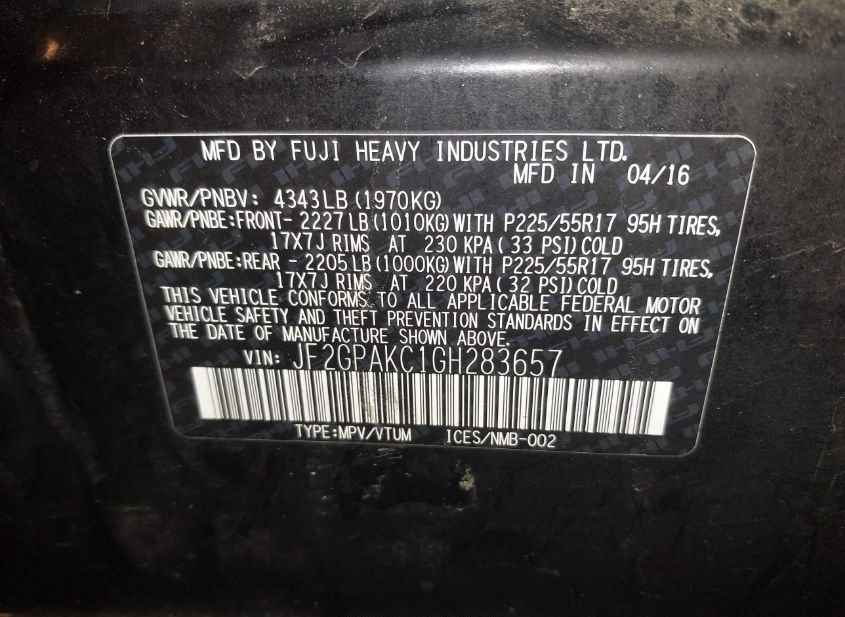 MFD BY FUJI HEAVY INDUSTRIES LTD.
MFD IN 04/16
GVWR/PNBV: 4343LB (1970KG)
GAWR/PNBE:FRONT- 2227LB(1010KG)WITH P225/55R17 95H TIRES,
17X7J RIMS AT 230 KPA( 33 PSI)COLD
GAWR/PNBE:REAR - 2205LB(1000KG)WITH P225/55R17 95H TIRES,
17X7J RIMS AT 220 KPA( 32 PSI)COLD
THIS VEHICLE CONFORMS TO ALL APPLICABLE FEDERAL MOTOR
VEHICLE SAFETY AND THEFT PREVENTION STANDARDS IN EFFECT ON
THE DATE OF MANUFACTURE SHOWN ABOVE.
VIN: JF2GPAKC1GH283657
TYPE:MPV/VTUM ICES/NMB-002